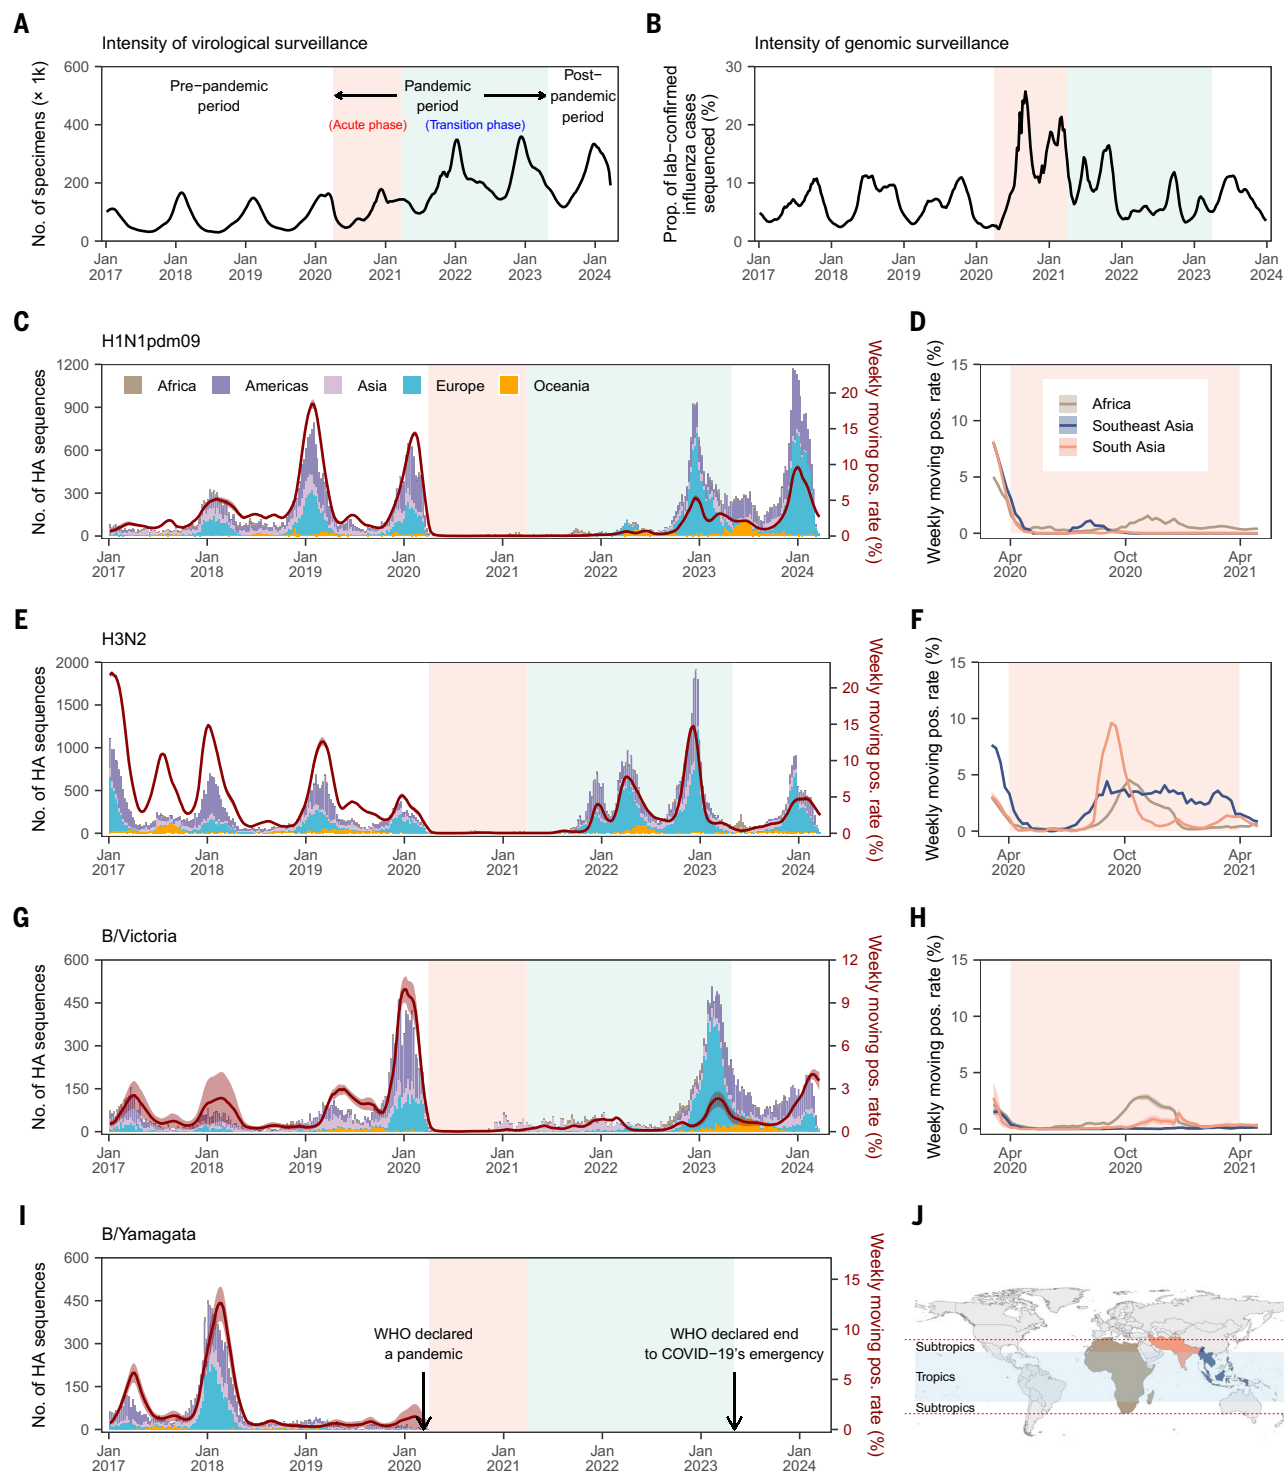 A
Intensity of virological surveillance
No. of specimens (× 1k)
600
400
200
0
Pre−pandemic
period
Pandemic
period
Post−
pandemic
period
(Acute phase)
(Transition phase)
Jan 2017
Jan 2018
Jan 2019
Jan 2020
Jan 2021
Jan 2022
Jan 2023
Jan 2024
B
Intensity of genomic surveillance
Prop. of lab−confirmed
influenza cases
sequenced (%)
30
20
10
0
Jan 2017
Jan 2018
Jan 2019
Jan 2020
Jan 2021
Jan 2022
Jan 2023
Jan 2024
C
H1N1pdm09
No. of HA sequences
1200
900
600
300
0
Africa
Americas
Asia
Europe
Oceania
20
15
10
5
0
Weekly moving pos. rate (%)
Jan 2017
Jan 2018
Jan 2019
Jan 2020
Jan 2021
Jan 2022
Jan 2023
Jan 2024
D
Weekly moving pos. rate (%)
15
10
5
0
Africa
Southeast Asia
South Asia
Apr 2020
Oct 2020
Apr 2021
E
H3N2
No. of HA sequences
2000
1500
1000
500
0
20
15
10
5
0
Weekly moving pos. rate (%)
Jan 2017
Jan 2018
Jan 2019
Jan 2020
Jan 2021
Jan 2022
Jan 2023
Jan 2024
F
Weekly moving pos. rate (%)
15
10
5
0
Apr 2020
Oct 2020
Apr 2021
G
B/Victoria
No. of HA sequences
600
450
300
150
0
12
9
6
3
0
Weekly moving pos. rate (%)
Jan 2017
Jan 2018
Jan 2019
Jan 2020
Jan 2021
Jan 2022
Jan 2023
Jan 2024
H
Weekly moving pos. rate (%)
15
10
5
0
Apr 2020
Oct 2020
Apr 2021
I
B/Yamagata
No. of HA sequences
600
450
300
150
0
WHO declared
a pandemic
WHO declared end
to COVID−19's emergency
15
10
5
0
Weekly moving pos. rate (%)
Jan 2017
Jan 2018
Jan 2019
Jan 2020
Jan 2021
Jan 2022
Jan 2023
Jan 2024
J
Subtropics
Tropics
Subtropics